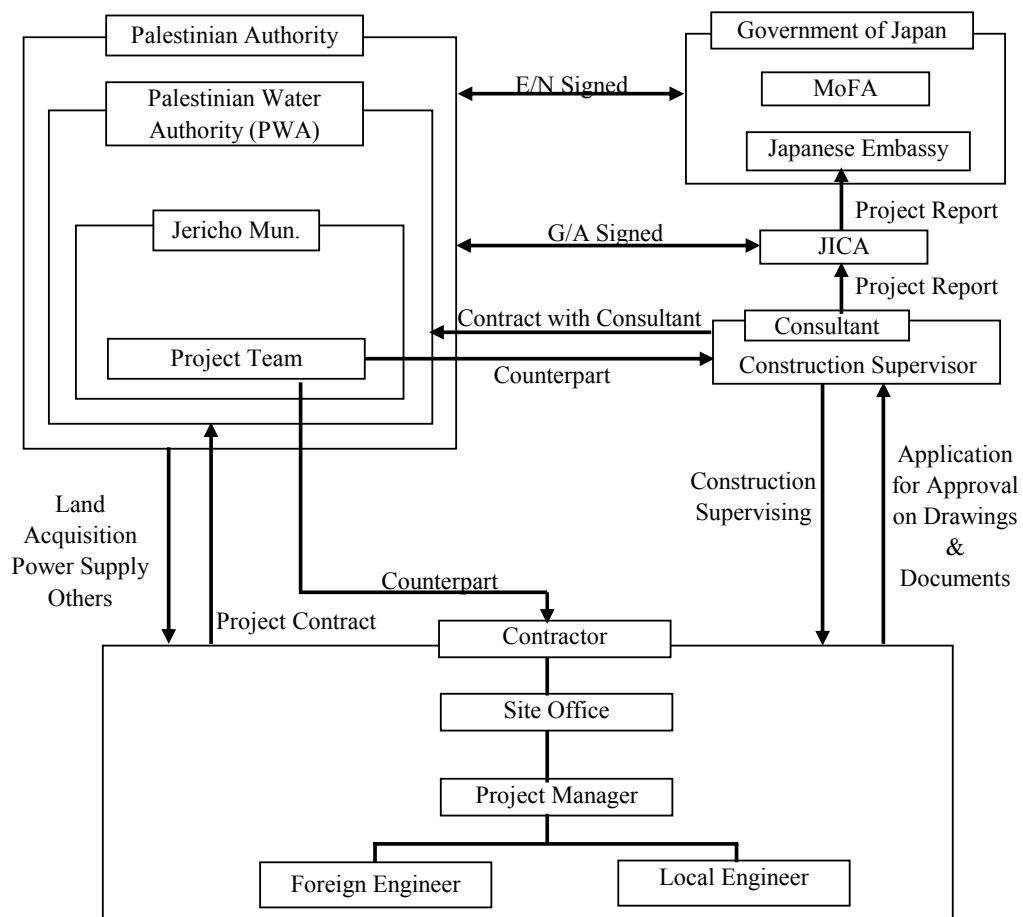 Palestinian Authority
Government of Japan
Palestinian Water
Authority (PWA)
E/N Signed
MoFA
Japanese Embassy
Project Report
Jericho Mun.
G/A Signed
JICA
Project Report
Contract with Consultant
Consultant
Project Team
Counterpart
Construction Supervisor
Land
Acquisition
Power Supply
Others
Construction
Supervising
Application
for Approval
on Drawings
&
Documents
Counterpart
Project Contract
Contractor
Site Office
Project Manager
Foreign Engineer
Local Engineer